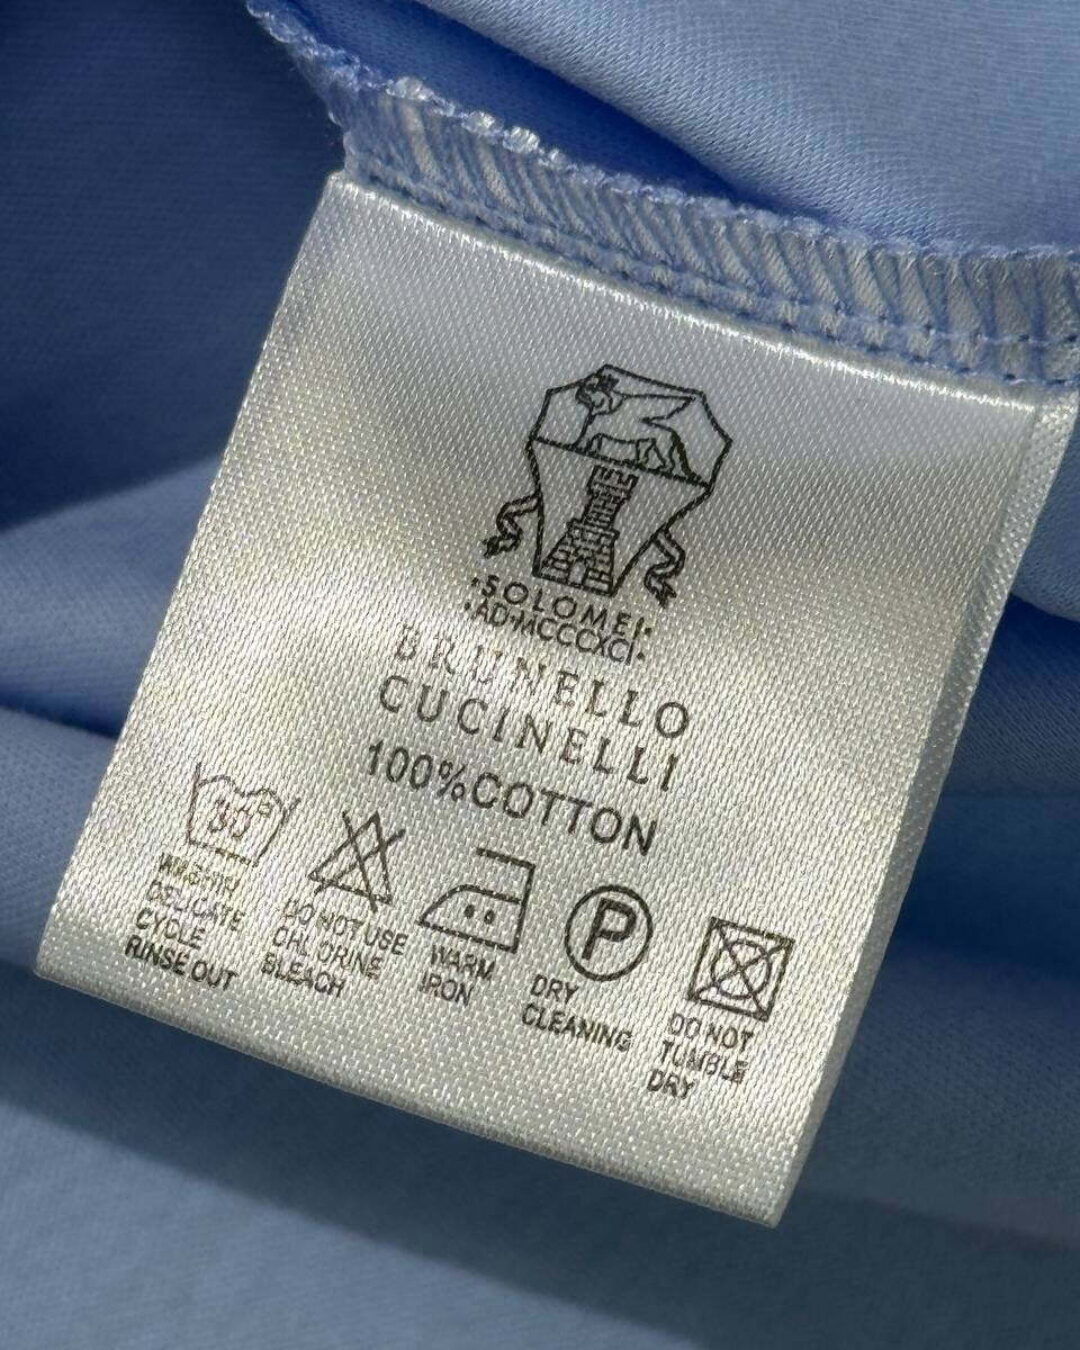 ·SOLOMEI·
·AD·MCCCXCI·
BRUNELLO
CUCINELLI
100%COTTON
30°
DELICATE
CYCLE
RINSE OUT
DO NOT USE
CHLORINE
BLEACH
WARM
IRON
P
DRY
CLEANING
DO NOT
TUMBLE
DRY